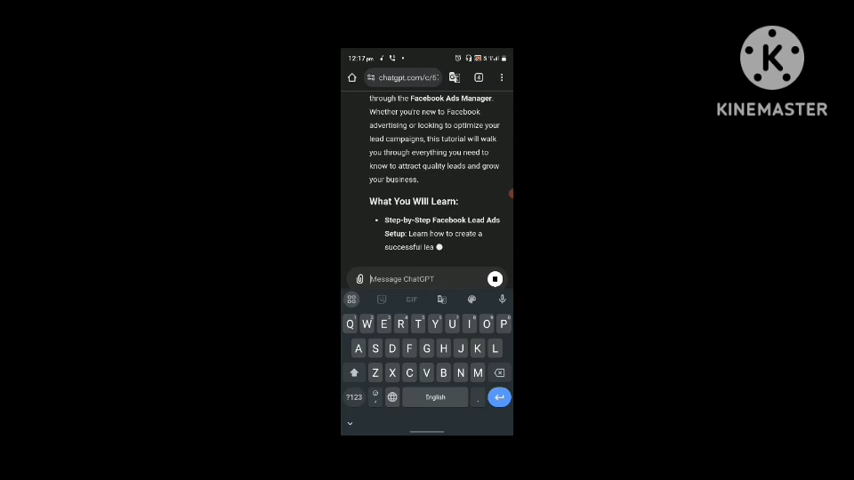 12:17pm
chatgpt.com/c/6
through the Facebook Ads Manager.
Whether you're new to Facebook
advertising or looking to optimize your
lead campaigns, this tutorial will walk
you through everything you need to
know to attract quality leads and grow
your business.
What You Will Learn:
• Step-by-Step Facebook Lead Ads
Setup: Learn how to create a
successful lea
Message ChatGPT
GIF
Q W E R T Y U I O P
A S D F G H J K L
Z X C V B N M
?123 , English .
KINEMASTER